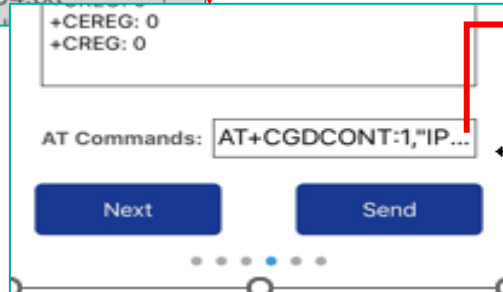 +CEREG: 0
+CREG: 0
AT Commands: AT+CGDCONT:1,"IP...
Next
Send